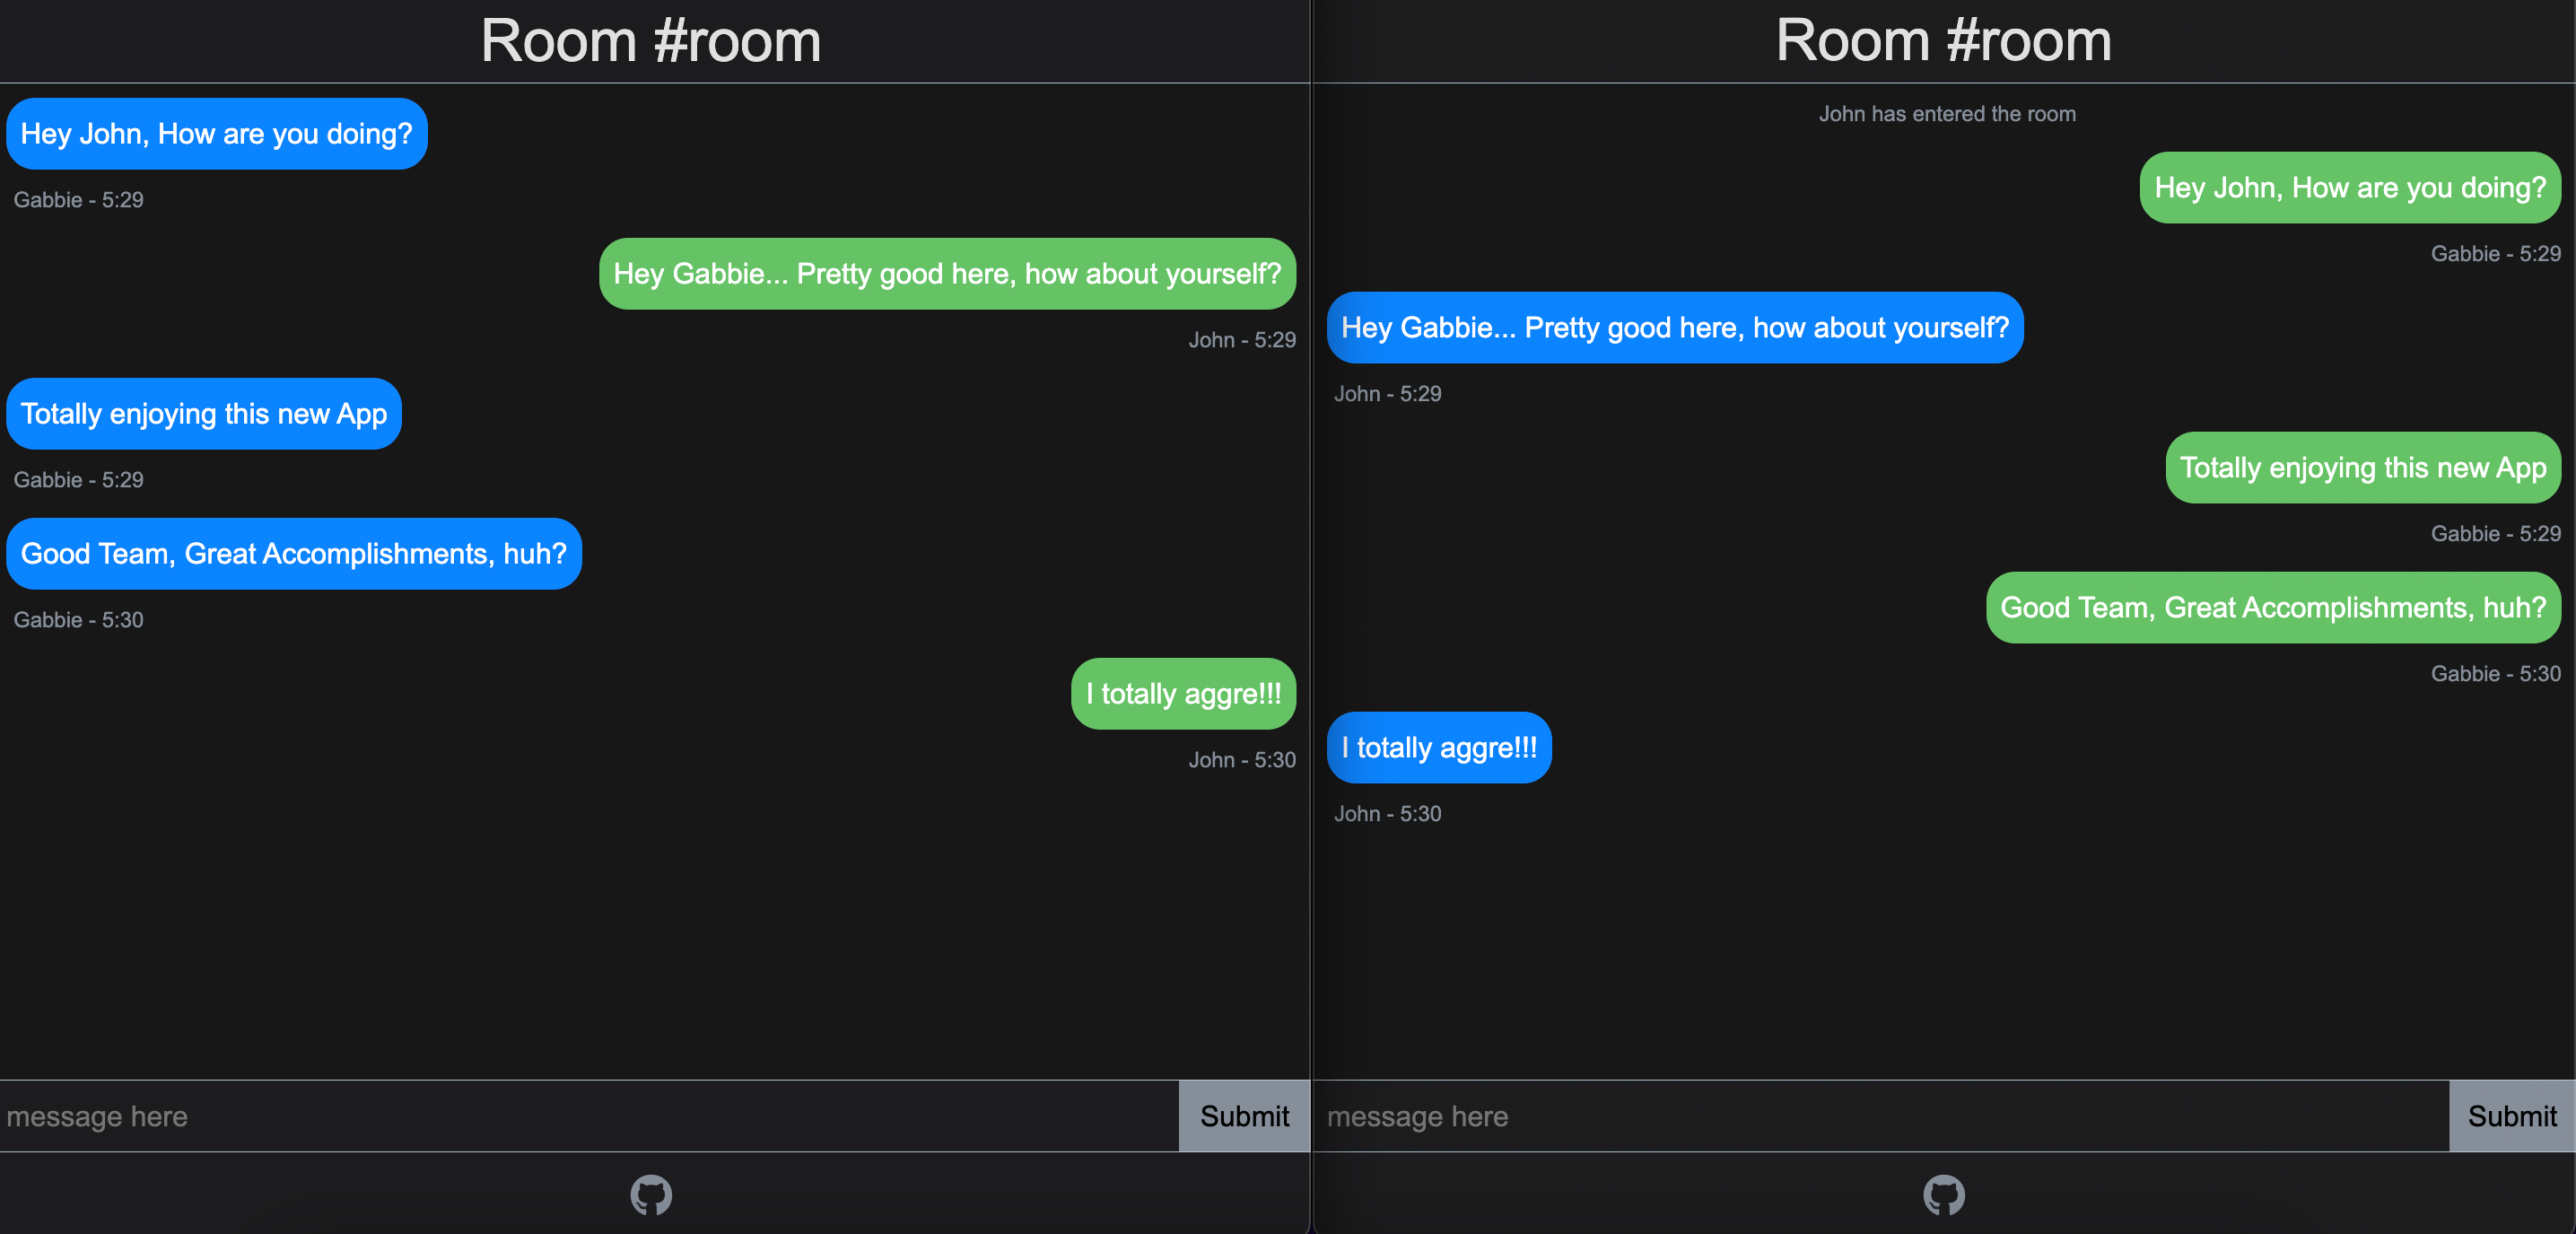 Room #room
Hey John, How are you doing?
Gabbie - 5:29
Hey Gabbie... Pretty good here, how about yourself?
John - 5:29
Totally enjoying this new App
Gabbie - 5:29
Good Team, Great Accomplishments, huh?
Gabbie - 5:30
I totally aggre!!!
John - 5:30
message here
Submit
Room #room
John has entered the room
Hey John, How are you doing?
Gabbie - 5:29
Hey Gabbie... Pretty good here, how about yourself?
John - 5:29
Totally enjoying this new App
Gabbie - 5:29
Good Team, Great Accomplishments, huh?
Gabbie - 5:30
I totally aggre!!!
John - 5:30
message here
Submit